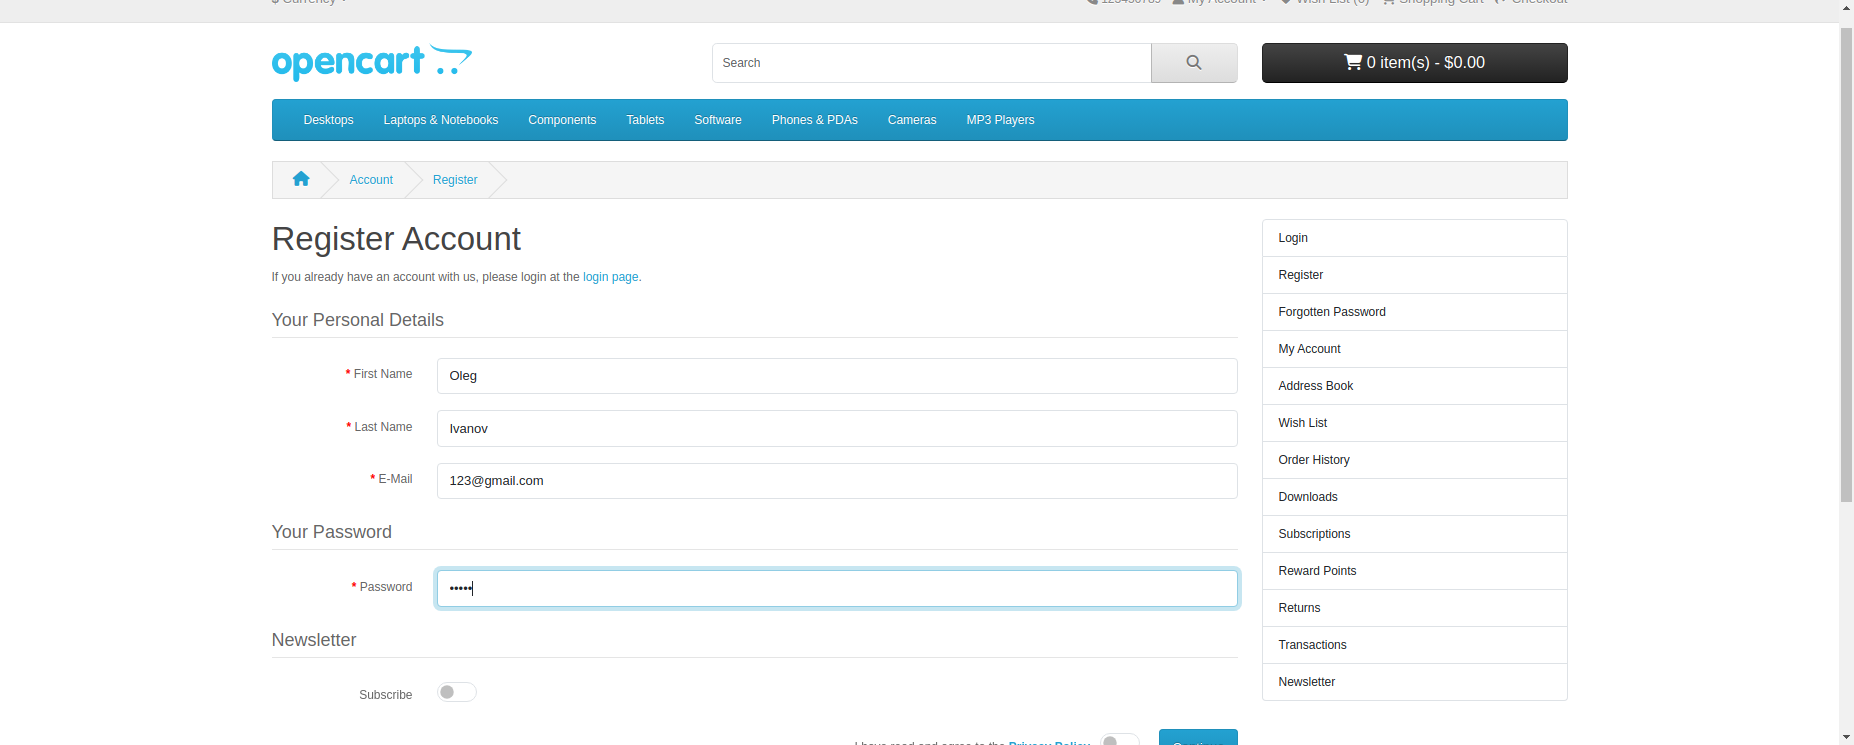 $ Currency
123456789 My Account Wish List (0) Shopping Cart Checkout
opencart
Search
0 item(s) - $0.00
Desktops Laptops & Notebooks Components Tablets Software Phones & PDAs Cameras MP3 Players
Account Register
Register Account
If you already have an account with us, please login at the login page.
Your Personal Details
* First Name
Oleg
* Last Name
Ivanov
* E-Mail
123@gmail.com
Your Password
* Password
•••••
Newsletter
Subscribe
I have read and agree to the Privacy Policy
Continue
Login
Register
Forgotten Password
My Account
Address Book
Wish List
Order History
Downloads
Subscriptions
Reward Points
Returns
Transactions
Newsletter